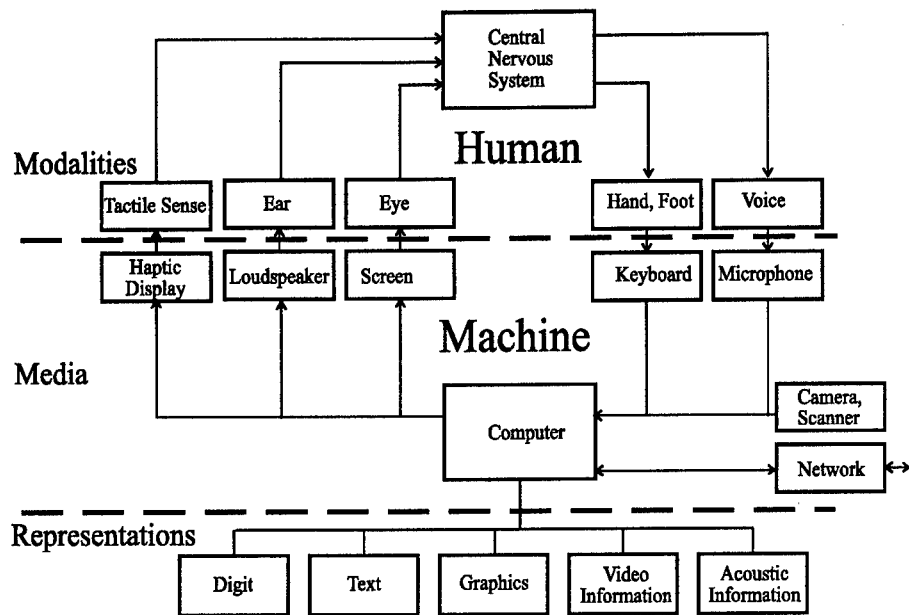 Central
Nervous
System
Human
Modalities
Tactile Sense
Ear
Eye
Hand, Foot
Voice
Haptic
Display
Loudspeaker
Screen
Keyboard
Microphone
Machine
Media
Computer
Camera,
Scanner
Network
Representations
Digit
Text
Graphics
Video
Information
Acoustic
Information